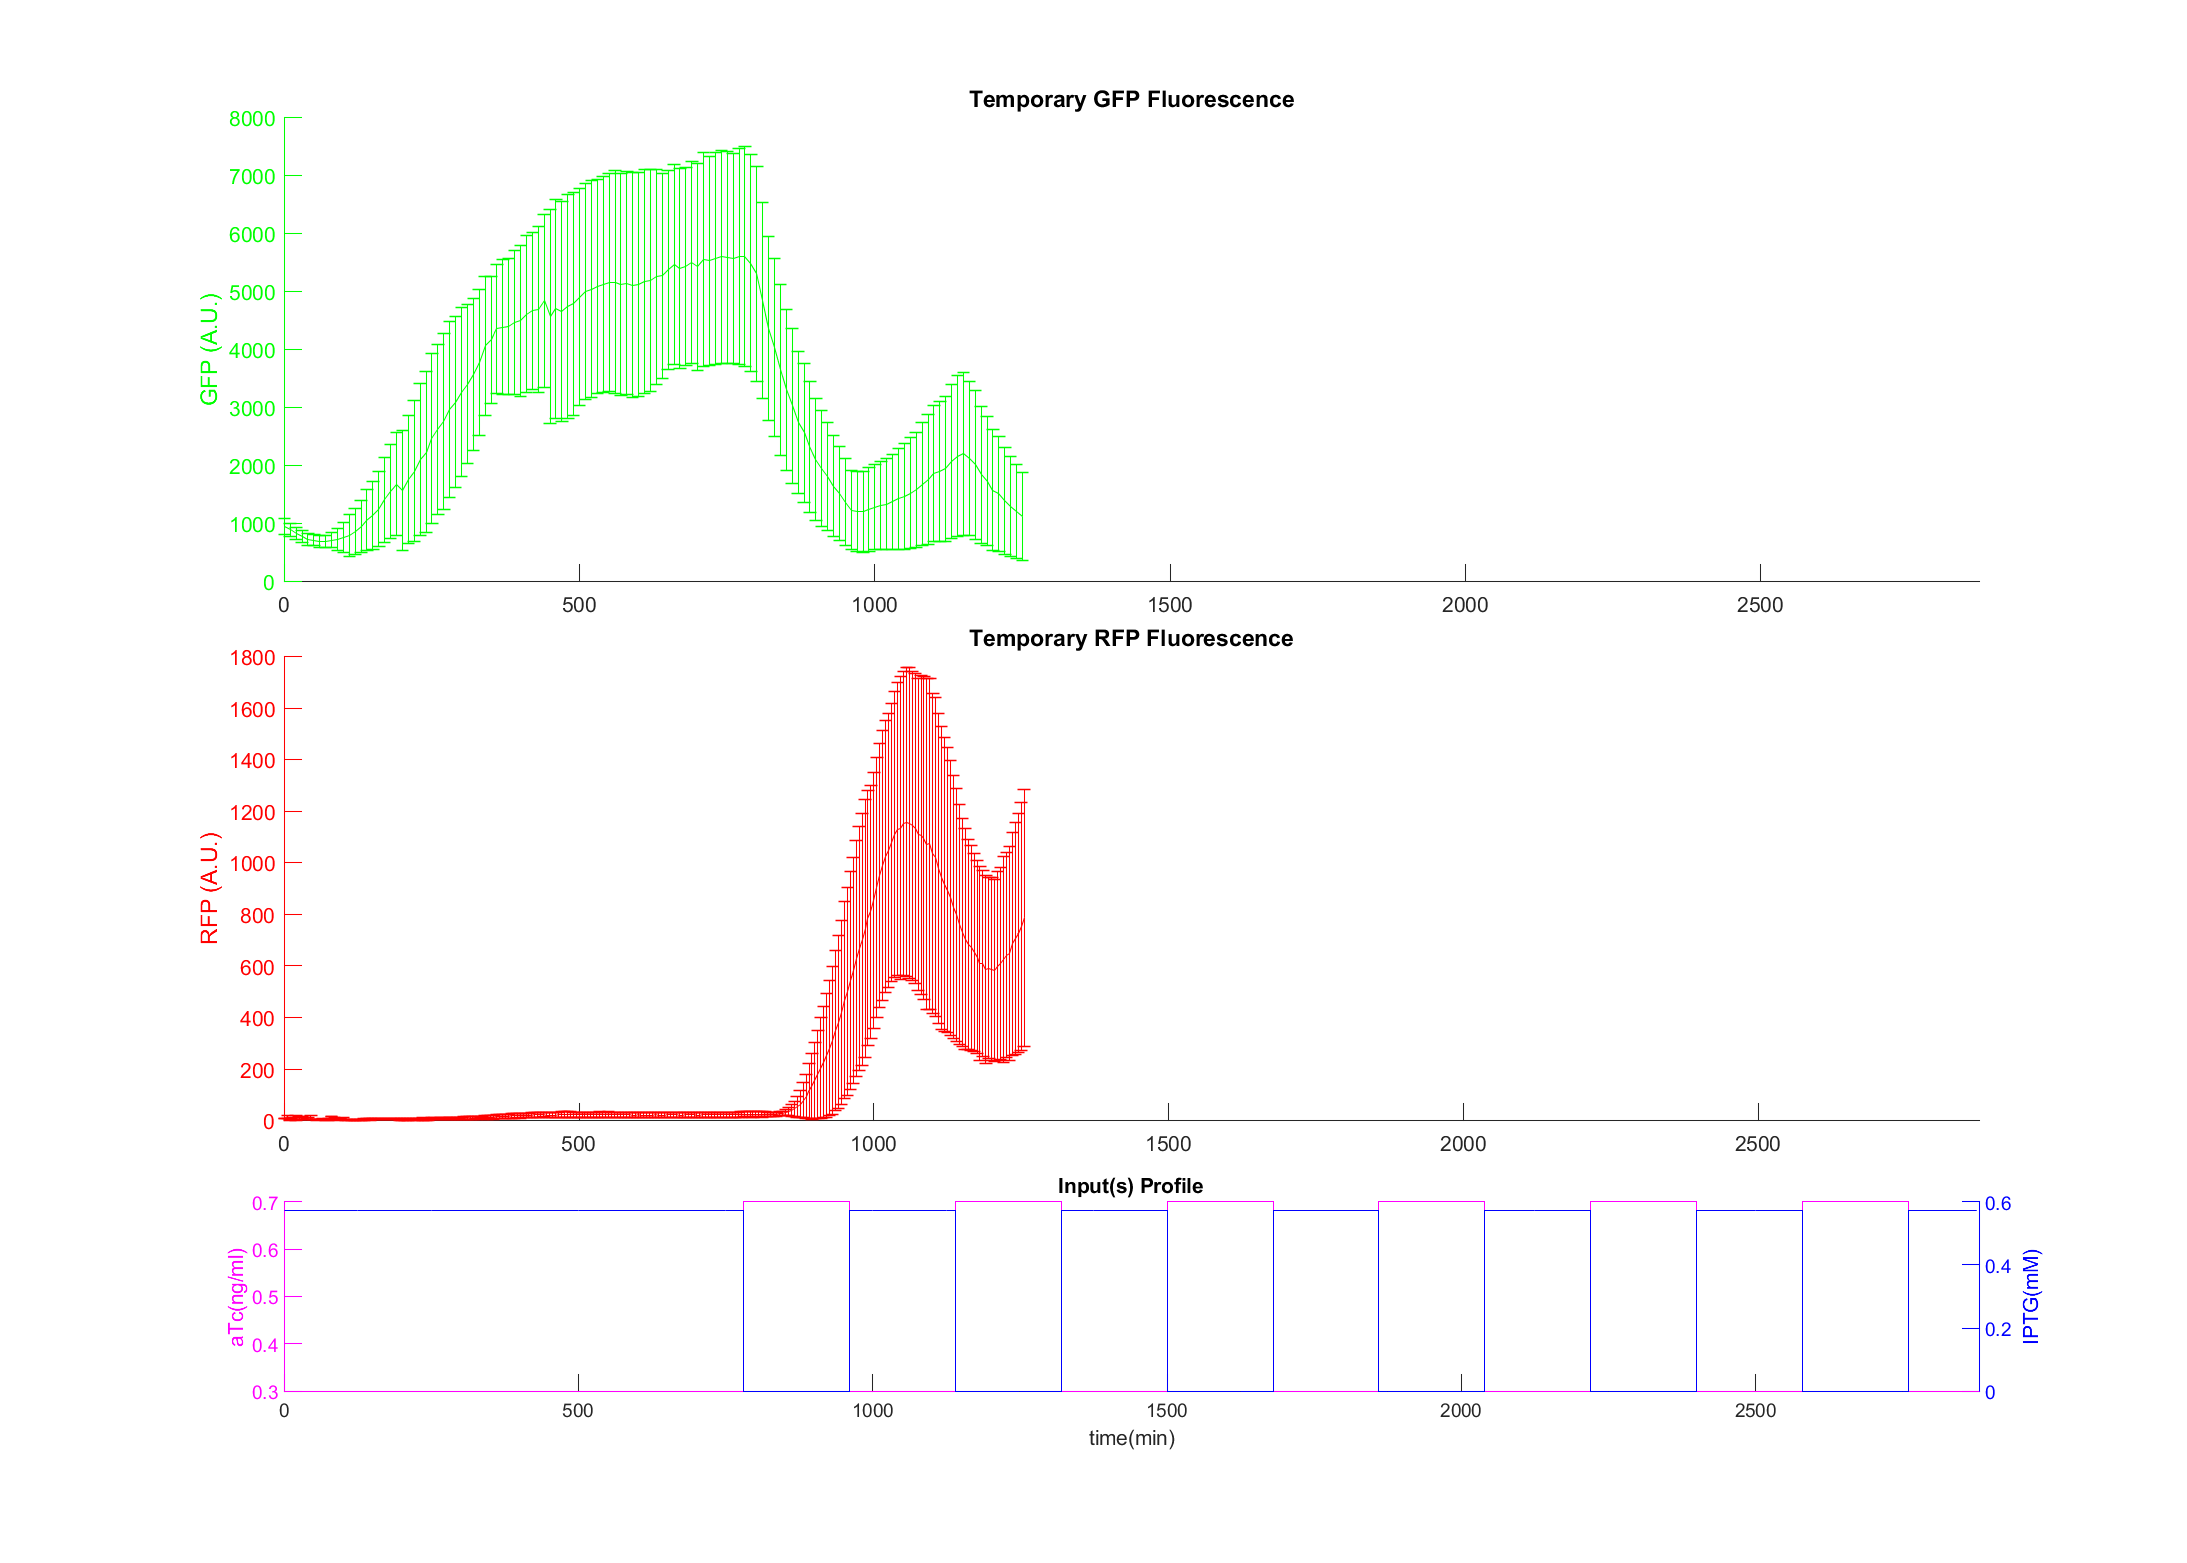 Temporary GFP Fluorescence
8000
7000
6000
5000
4000
3000
2000
1000
0
GFP (A.U.)
0 500 1000 1500 2000 2500
Temporary RFP Fluorescence
1800
1600
1400
1200
1000
800
600
400
200
0
RFP (A.U.)
0 500 1000 1500 2000 2500
Input(s) Profile
0.7
0.6
0.5
0.4
0.3
aTc(ng/ml)
0.6
0.4
0.2
0
IPTG(mM)
0 500 1000 1500 2000 2500
time(min)